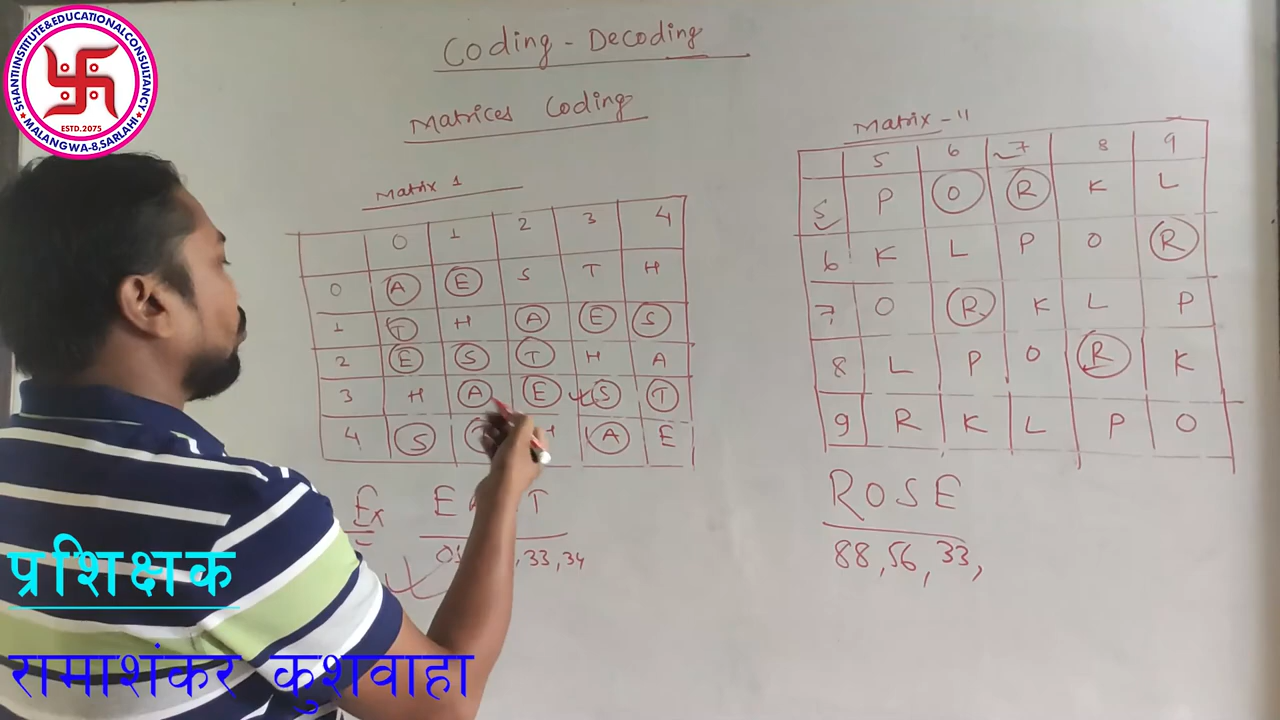 SHANTI INSTITUTE & EDUCATIONAL CONSULTANCY
ESTD.2075
MALANGWA-8, SARLAHI
Coding - Decoding
Matrices Coding
Matrix 1
0 1 2 3 4
0 A E S T H
1 T H A E S
2 E S T H A
3 H A E S T
4 S H A E
Matrix - II
5 6 7 8 9
5 P O R K L
6 K L P O R
7 O R K L P
8 L P O R K
9 R K L P O
Ex E T
,33,34
ROSE
88,56,33,
प्रशिक्षक
रामाशंकर कुशवाहा